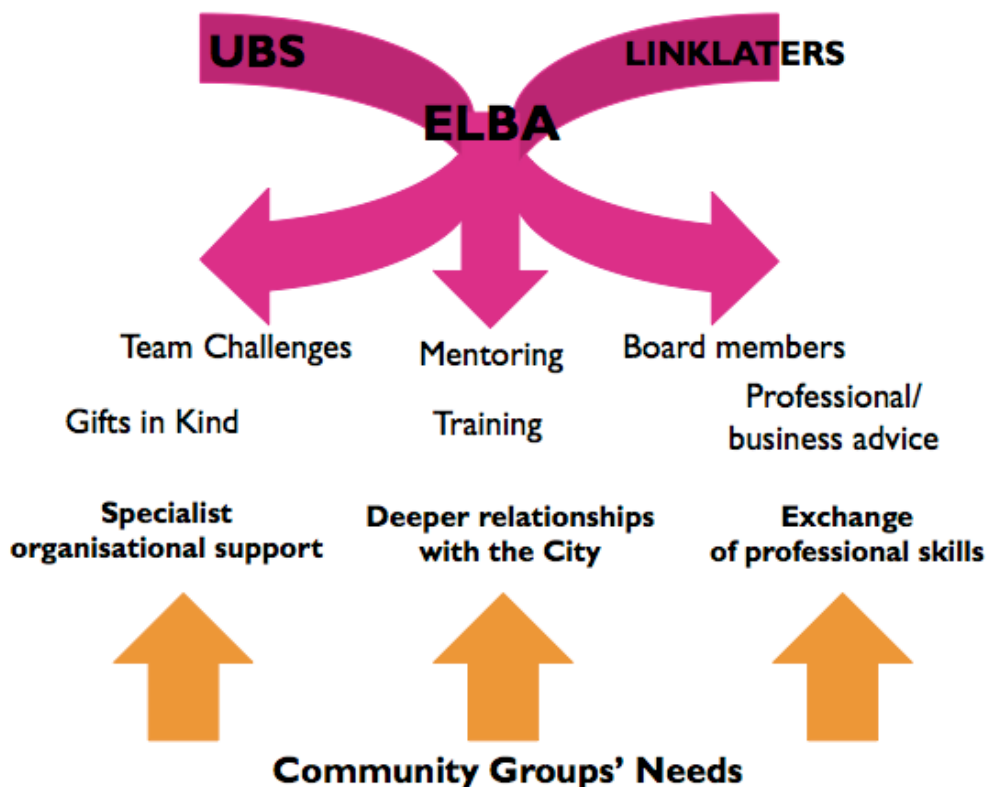 UBS
LINKLATERS
ELBA
Team Challenges
Mentoring
Board members
Gifts in Kind
Training
Professional/
business advice
Specialist
organisational support
Deeper relationships
with the City
Exchange
of professional skills
Community Groups’ Needs